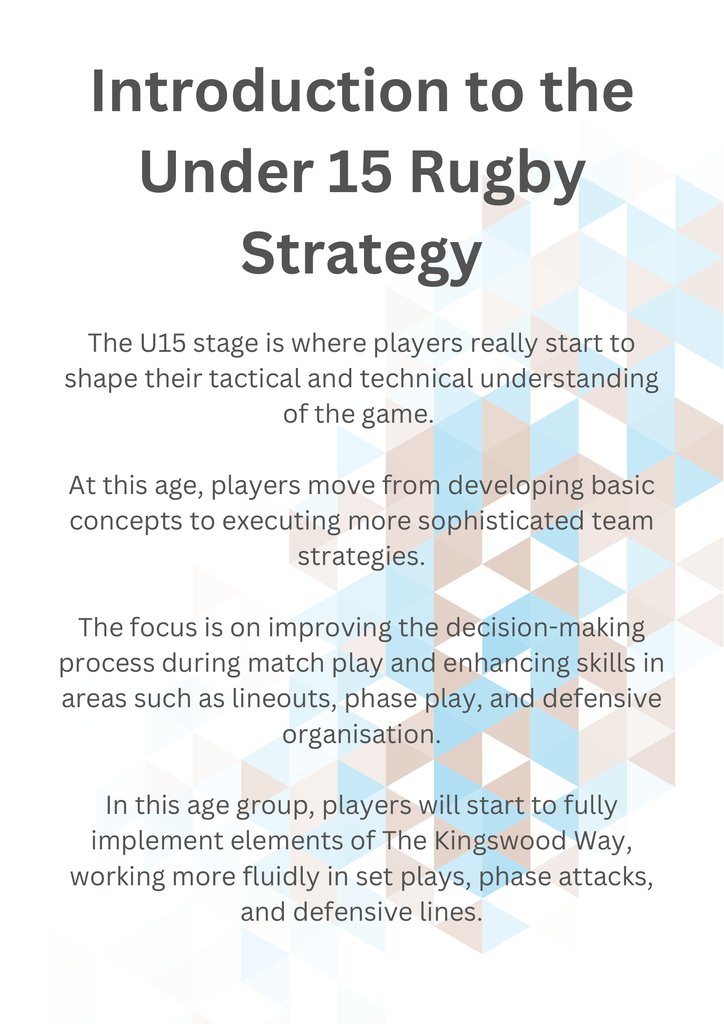 Introduction to the
Under 15 Rugby
Strategy
The U15 stage is where players really start to
shape their tactical and technical understanding
of the game.
At this age, players move from developing basic
concepts to executing more sophisticated team
strategies.
The focus is on improving the decision-making
process during match play and enhancing skills in
areas such as lineouts, phase play, and defensive
organisation.
In this age group, players will start to fully
implement elements of The Kingswood Way,
working more fluidly in set plays, phase attacks,
and defensive lines.